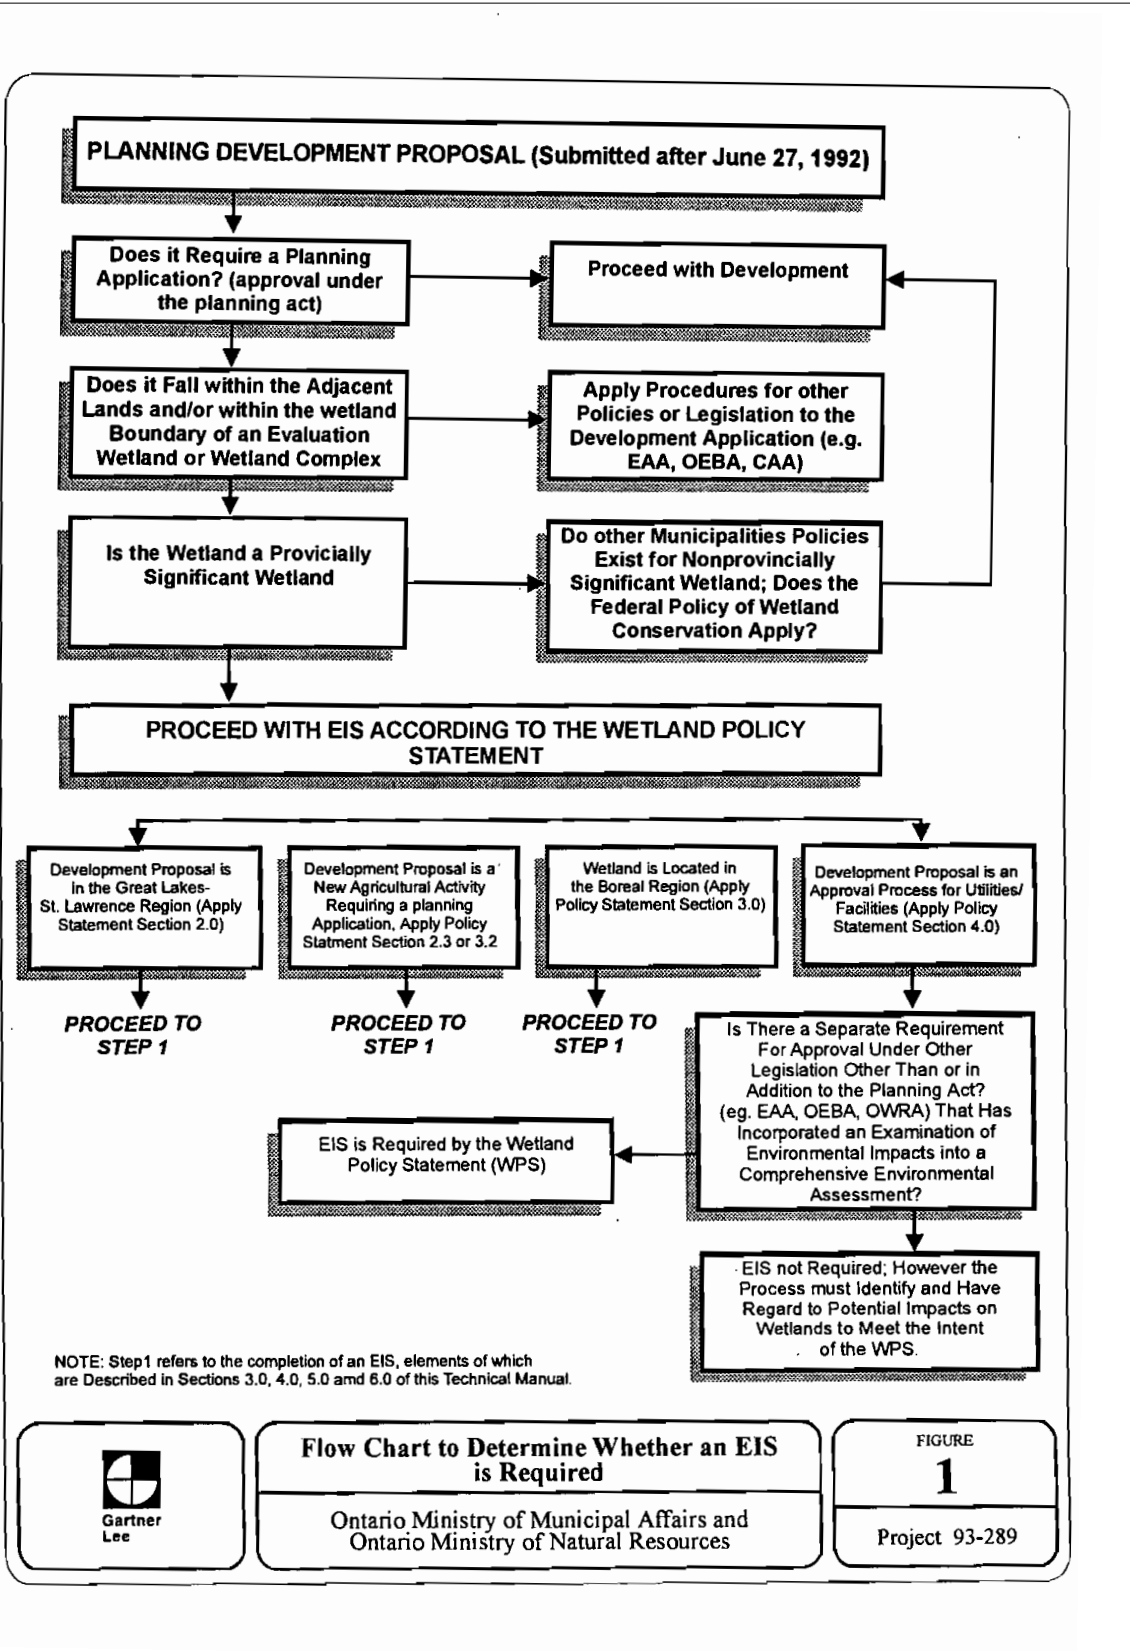 PLANNING DEVELOPMENT PROPOSAL (Submitted after June 27, 1992)
Does it Require a Planning
Application? (approval under
the planning act)
Proceed with Development
Does it Fall within the Adjacent
Lands and/or within the wetland
Boundary of an Evaluation
Wetland or Wetland Complex
Apply Procedures for other
Policies or Legislation to the
Development Application (e.g.
EAA, OEBA, CAA)
Is the Wetland a Provicially
Significant Wetland
Do other Municipalities Policies
Exist for Nonprovincially
Significant Wetland; Does the
Federal Policy of Wetland
Conservation Apply?
PROCEED WITH EIS ACCORDING TO THE WETLAND POLICY
STATEMENT
Development Proposal is
in the Great Lakes-
St. Lawrence Region (Apply
Statement Section 2.0)
Development Proposal is a
New Agricultural Activity
Requiring a planning
Application, Apply Policy
Statment Section 2.3 or 3.2
Wetland is Located in
the Boreal Region (Apply
Policy Statement Section 3.0)
Development Proposal is an
Approval Process for Utilities/
Facilities (Apply Policy
Statement Section 4.0)
PROCEED TO
STEP 1
PROCEED TO
STEP 1
PROCEED TO
STEP 1
Is There a Separate Requirement
For Approval Under Other
Legislation Other Than or in
Addition to the Planning Act?
(eg. EAA, OEBA, OWRA) That Has
Incorporated an Examination of
Environmental Impacts into a
Comprehensive Environmental
Assessment?
EIS is Required by the Wetland
Policy Statement (WPS)
EIS not Required; However the
Process must Identify and Have
Regard to Potential Impacts on
Wetlands to Meet the Intent
of the WPS.
NOTE: Step1 refers to the completion of an EIS, elements of which
are Described in Sections 3.0, 4.0, 5.0 amd 6.0 of this Technical Manual.
Gartner
Lee
Flow Chart to Determine Whether an EIS
is Required
Ontario Ministry of Municipal Affairs and
Ontario Ministry of Natural Resources
FIGURE
1
Project 93-289